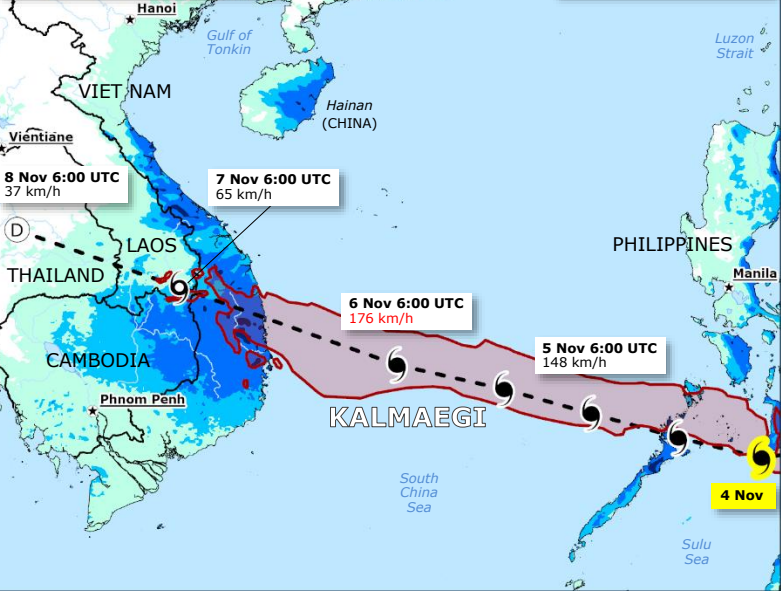 Hanoi
Gulf of
Tonkin
Luzon
Strait
VIET NAM
Hainan
(CHINA)
Vientiane
8 Nov 6:00 UTC
37 km/h
7 Nov 6:00 UTC
65 km/h
D
LAOS
PHILIPPINES
THAILAND
Manila
6 Nov 6:00 UTC
176 km/h
5 Nov 6:00 UTC
148 km/h
CAMBODIA
Phnom Penh
KALMAEGI
South
China
Sea
4 Nov
Sulu
Sea